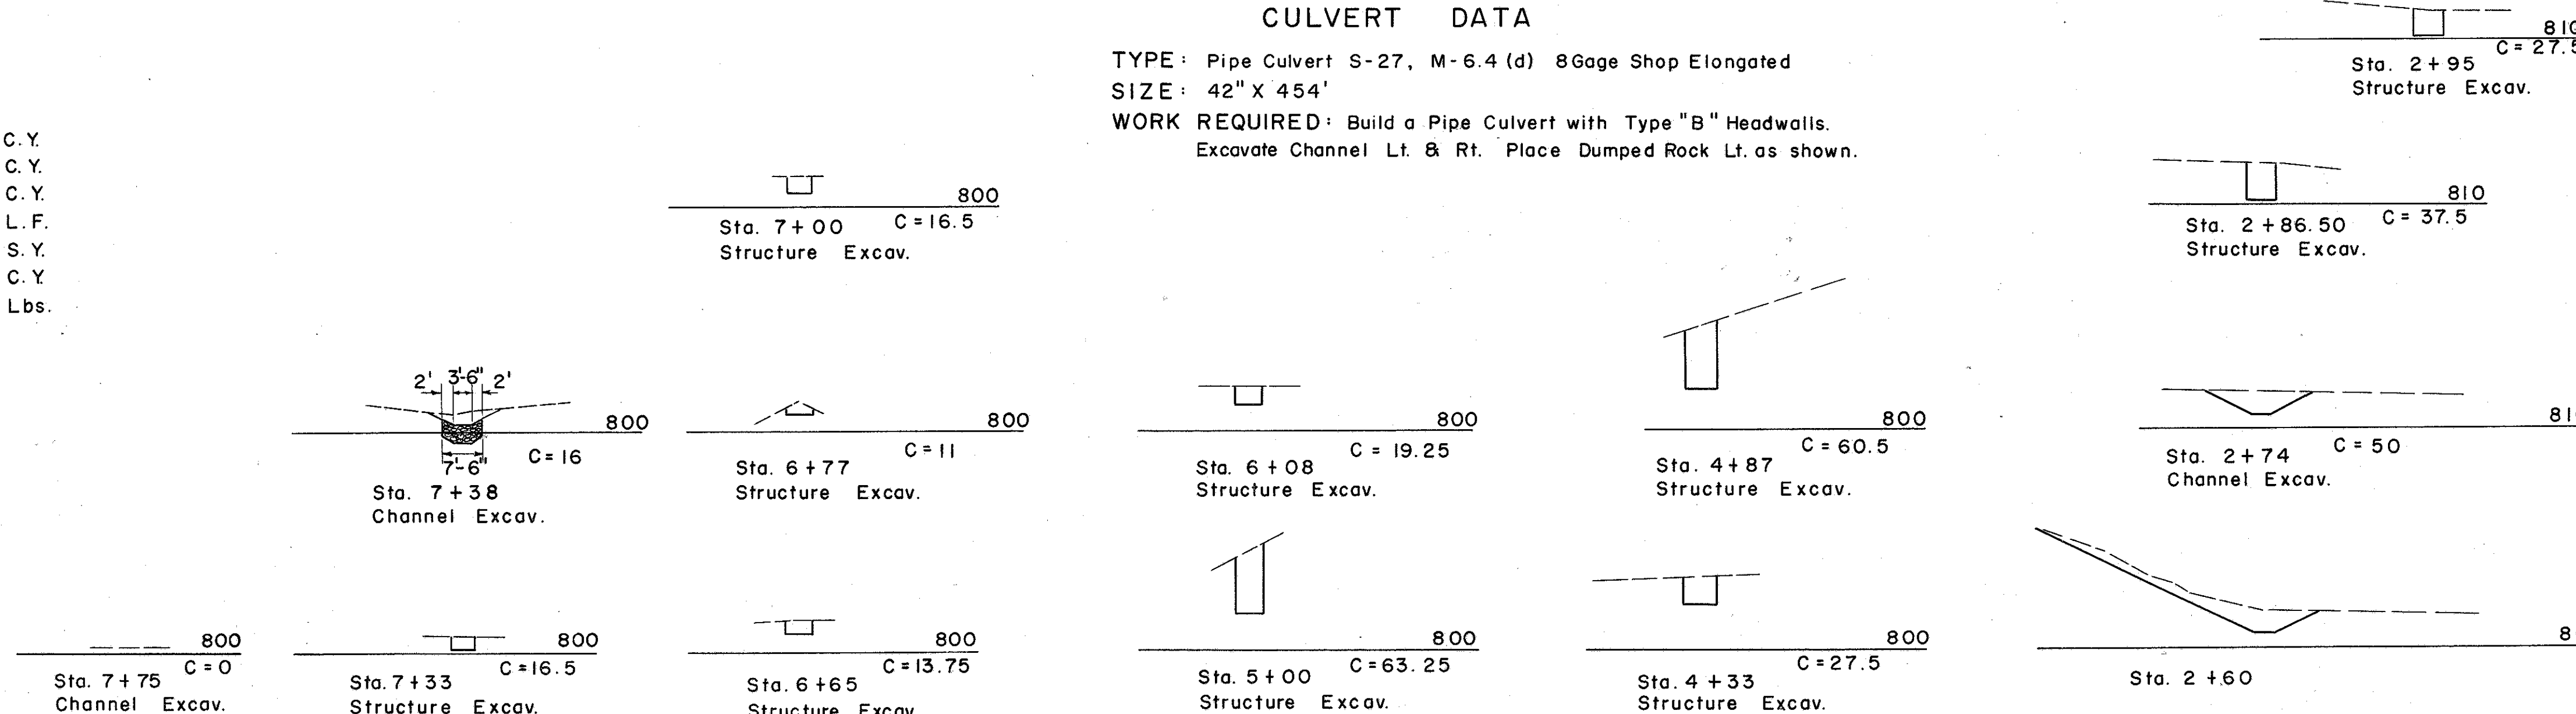 CULVERT DATA
TYPE: Pipe Culvert S-27, M-6.4 (d) 8Gage Shop Elongated
SIZE: 42" X 454'
WORK REQUIRED: Build a Pipe Culvert with Type "B" Headwalls.
Excavate Channel Lt. & Rt. Place Dumped Rock Lt. as shown.
C.Y.
C.Y.
C.Y.
L.F.
S.Y.
C.Y.
Lbs.
810
C = 27.5
Sta. 2+95
Structure Excav.
800
Sta. 7+00 C = 16.5
Structure Excav.
810
Sta. 2+86.50 C = 37.5
Structure Excav.
2' 3'-6" 2'
800
7'-6" C = 16
Sta. 7+38
Channel Excav.
800
C = 11
Sta. 6+77
Structure Excav.
800
C = 19.25
Sta. 6+08
Structure Excav.
800
C = 60.5
Sta. 4+87
Structure Excav.
81
Sta. 2+74 C = 50
Channel Excav.
800
C = 0
Sta. 7+75
Channel Excav.
800
C = 16.5
Sta. 7+33
Structure Excav.
800
C = 13.75
Sta. 6+65
Structure Excav.
800
C = 63.25
Sta. 5+00
Structure Excav.
800
C = 27.5
Sta. 4+33
Structure Excav.
8
Sta. 2+60